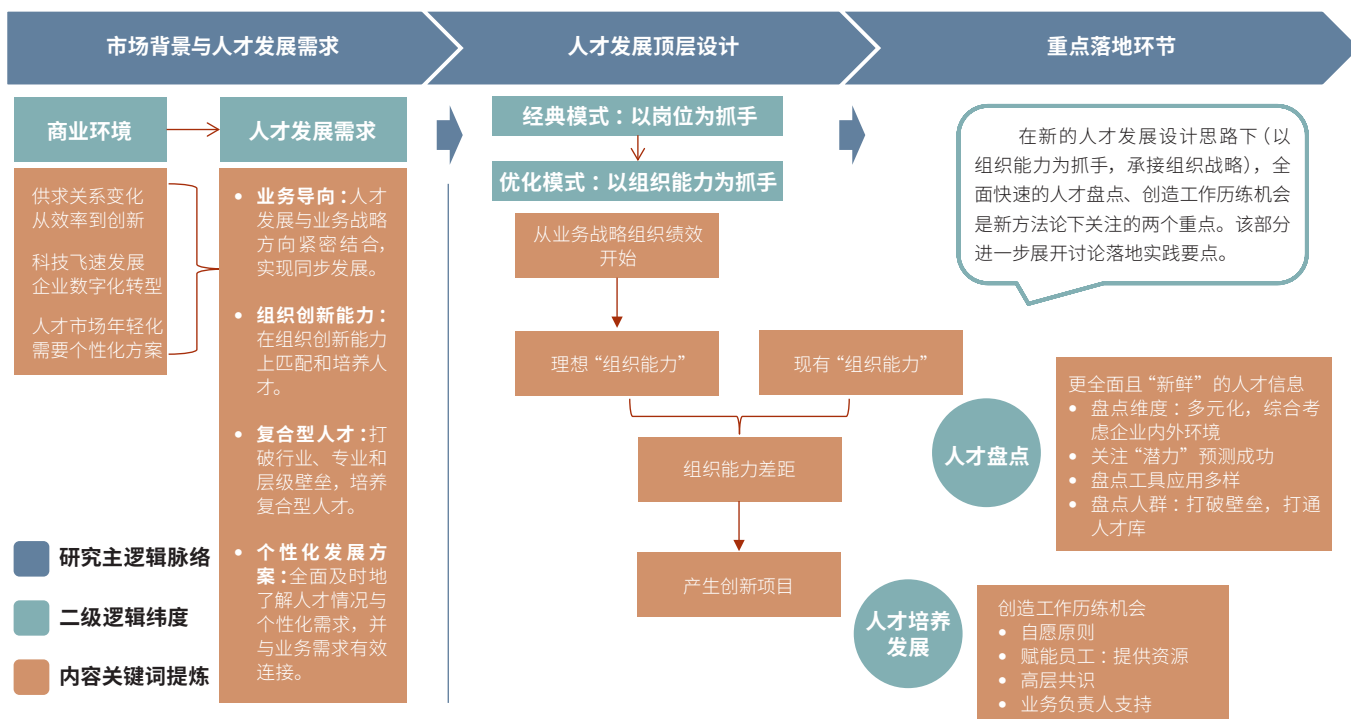 市场背景与人才发展需求
人才发展顶层设计
重点落地环节
商业环境
人才发展需求
供求关系变化
从效率到创新
科技飞速发展
企业数字化转型
人才市场年轻化
需要个性化方案
• 业务导向：人才
发展与业务战略
方向紧密结合，
实现同步发展。
• 组织创新能力：
在组织创新能力
上匹配和培养人
才。
• 复合型人才：打
破行业、专业和
层级壁垒，培养
复合型人才。
• 个性化发展方
案：全面及时地
了解人才情况与
个性化需求，并
与业务需求有效
连接。
研究主逻辑脉络
二级逻辑纬度
内容关键词提炼
经典模式：以岗位为抓手
优化模式：以组织能力为抓手
从业务战略组织绩效
开始
理想“组织能力”
现有“组织能力”
组织能力差距
产生创新项目
在新的人才发展设计思路下（以
组织能力为抓手，承接组织战略），全
面快速的人才盘点、创造工作历练机会
是新方法论下关注的两个重点。该部分
进一步展开讨论落地实践要点。
人才盘点
更全面且“新鲜”的人才信息
• 盘点维度：多元化，综合考
虑企业内外环境
• 关注“潜力”预测成功
• 盘点工具应用多样
• 盘点人群：打破壁垒，打通
人才库
人才培养
发展
创造工作历练机会
• 自愿原则
• 赋能员工：提供资源
• 高层共识
• 业务负责人支持